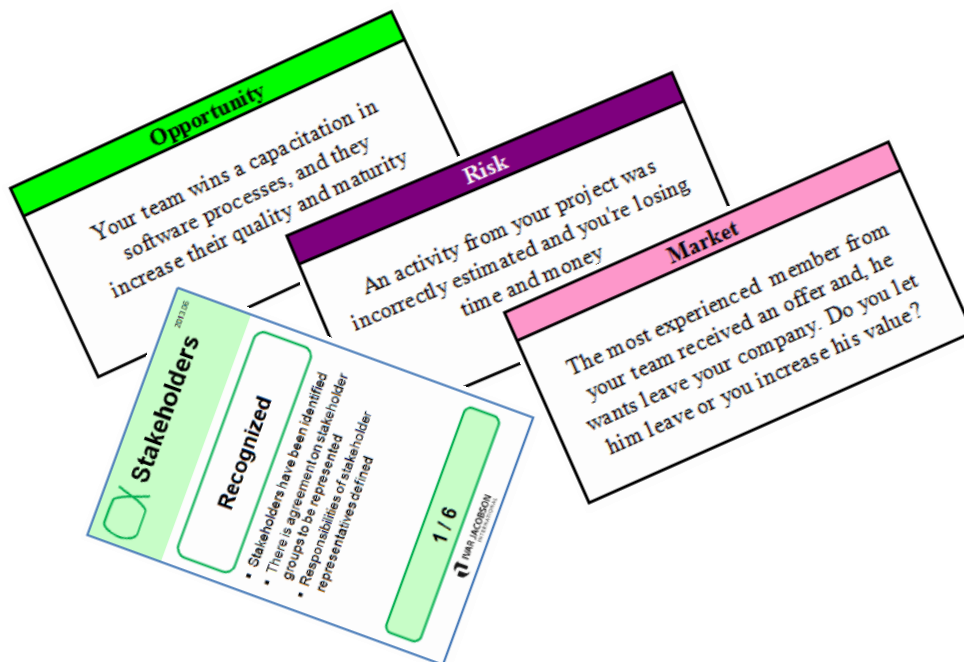 Opportunity
Your team wins a capacitation in
software processes, and they
increase their quality and maturity
Risk
An activity from your project was
incorrectly estimated and you're losing
time and money
Market
The most experienced member from
your team received an offer and, he
wants leave your company. Do you let
him leave or you increase his value?
2013.06
Stakeholders
Recognized
▪ Stakeholders have been identified
▪ There is agreement on stakeholder
groups to be represented
▪ Responsibilities of stakeholder
representatives defined
1 / 6
IVAR JACOBSON
INTERNATIONAL